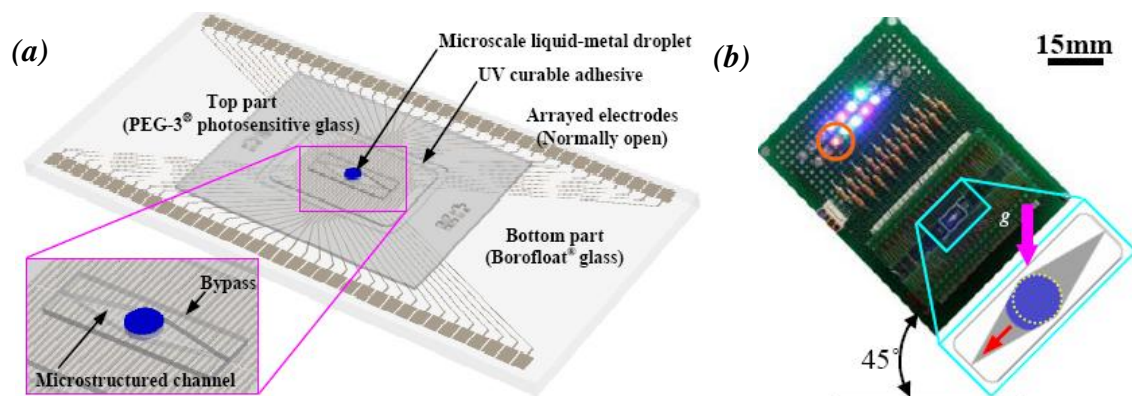 (a)
Microscale liquid-metal droplet
UV curable adhesive
Top part
(PEG-3® photosensitive glass)
Arrayed electrodes
(Normally open)
Bottom part
(Borofloat® glass)
Bypass
Microstructured channel
(b)
15mm
g
45°